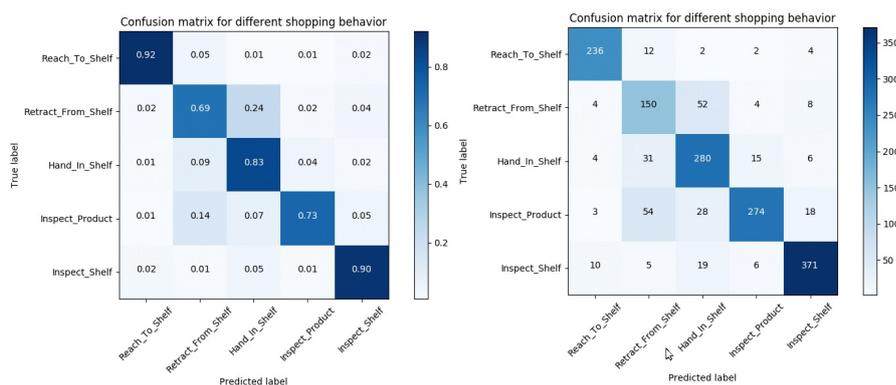 Confusion matrix for different shopping behavior
True label
Reach_To_Shelf 0.92 0.05 0.01 0.01 0.02
Retract_From_Shelf 0.02 0.69 0.24 0.02 0.04
Hand_In_Shelf 0.01 0.09 0.83 0.04 0.02
Inspect_Product 0.01 0.14 0.07 0.73 0.05
Inspect_Shelf 0.02 0.01 0.05 0.01 0.90
Reach_To_Shelf Retract_From_Shelf Hand_In_Shelf Inspect_Product Inspect_Shelf
Predicted label
0.8
0.6
0.4
0.2
Confusion matrix for different shopping behavior
True label
Reach_To_Shelf 236 12 2 2 4
Retract_From_Shelf 4 150 52 4 8
Hand_In_Shelf 4 31 280 15 6
Inspect_Product 3 54 28 274 18
Inspect_Shelf 10 5 19 6 371
Reach_To_Shelf Retract_From_Shelf Hand_In_Shelf Inspect_Product Inspect_Shelf
Predicted label
350
300
250
200
150
100
50